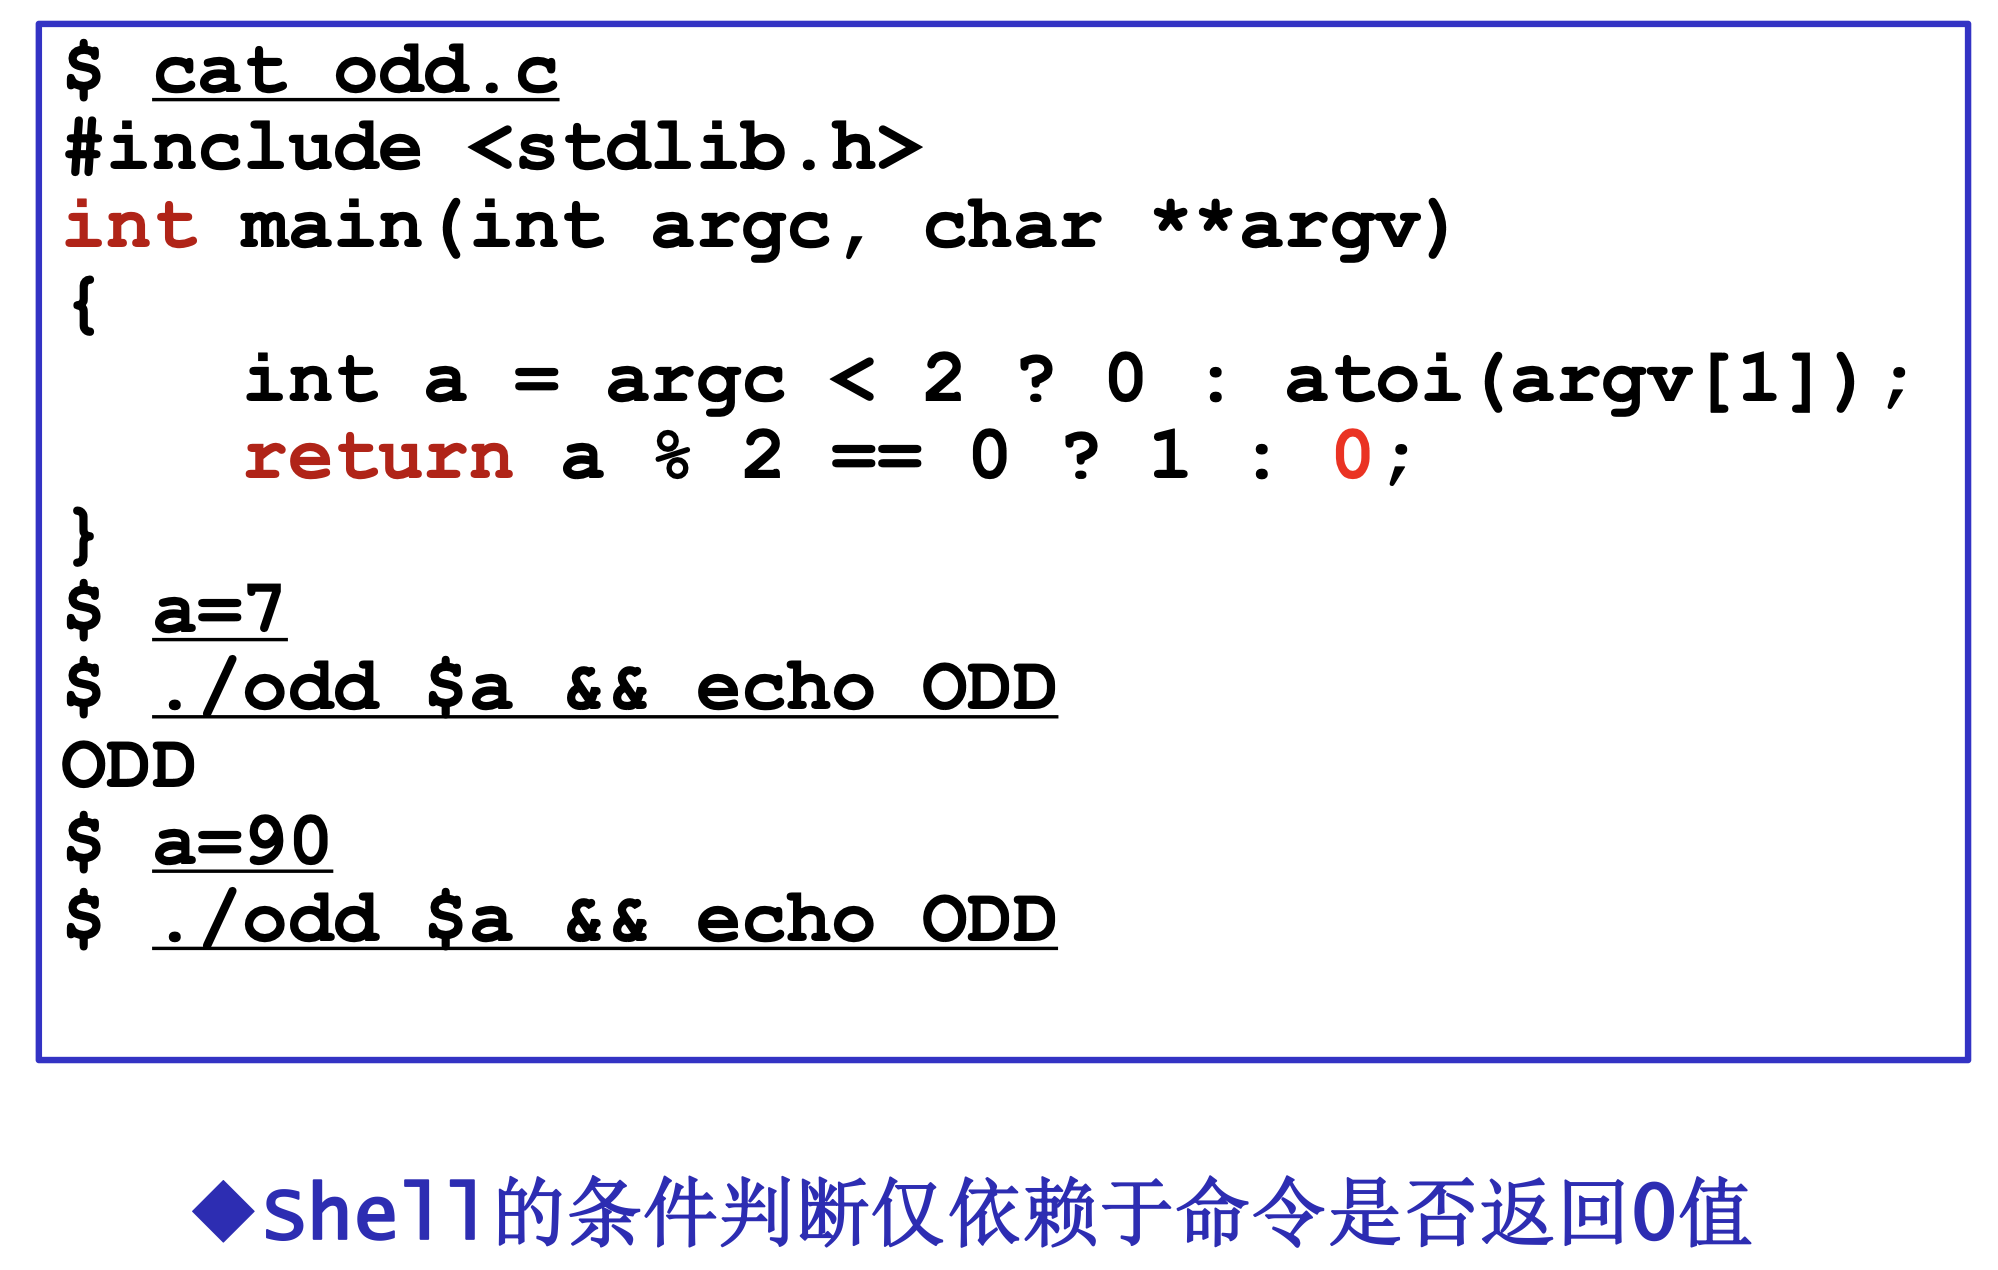 $ cat odd.c
#include <stdlib.h>
int main(int argc, char **argv)
{
    int a = argc < 2 ? 0 : atoi(argv[1]);
    return a % 2 == 0 ? 1 : 0;
}
$ a=7
$ ./odd $a && echo ODD
ODD
$ a=90
$ ./odd $a && echo ODD
◆Shell的条件判断仅依赖于命令是否返回0值